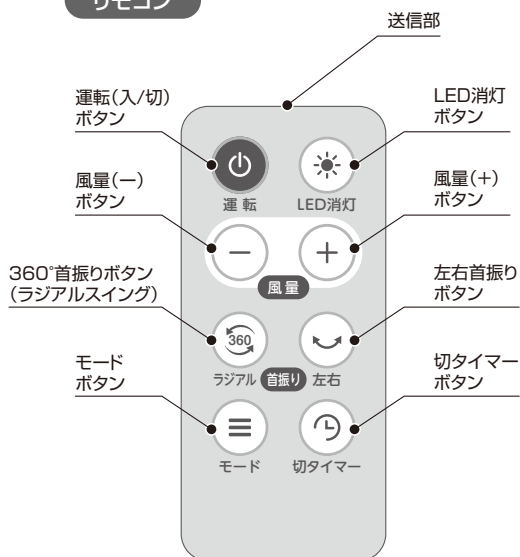 リモコン
送信部
運転(入/切)
ボタン
LED消灯
ボタン
風量(ー)
ボタン
風量(+)
ボタン
運 転
LED消灯
風量
360°首振りボタン
(ラジアルスイング)
左右首振り
ボタン
360
ラジアル 首振り 左右
モード
ボタン
切タイマー
ボタン
モード
切タイマー